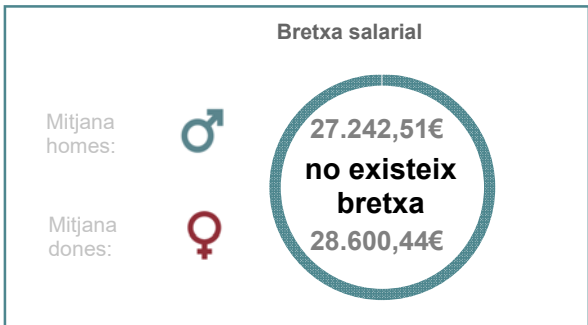 Bretxa salarial
Mitjana
homes:
27.242,51€
no existeix
bretxa
Mitjana
dones:
28.600,44€